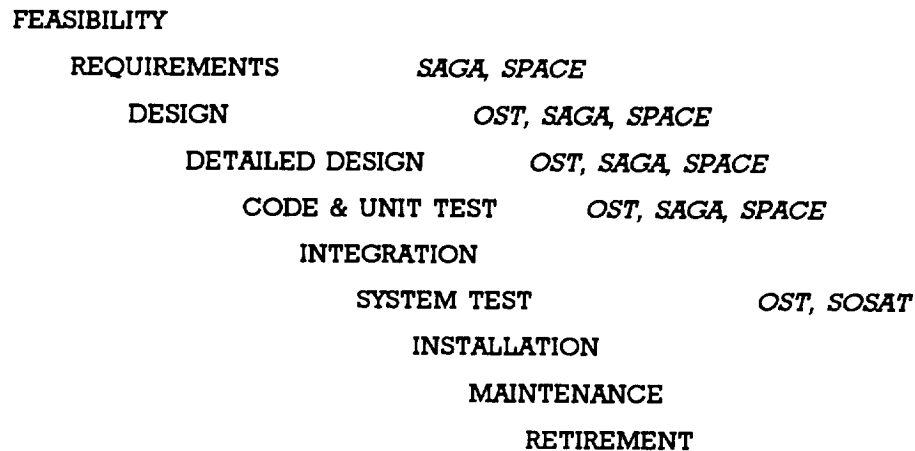 FEASIBILITY
REQUIREMENTS SAGA, SPACE
DESIGN OST, SAGA, SPACE
DETAILED DESIGN OST, SAGA, SPACE
CODE & UNIT TEST OST, SAGA, SPACE
INTEGRATION
SYSTEM TEST OST, SOSAT
INSTALLATION
MAINTENANCE
RETIREMENT